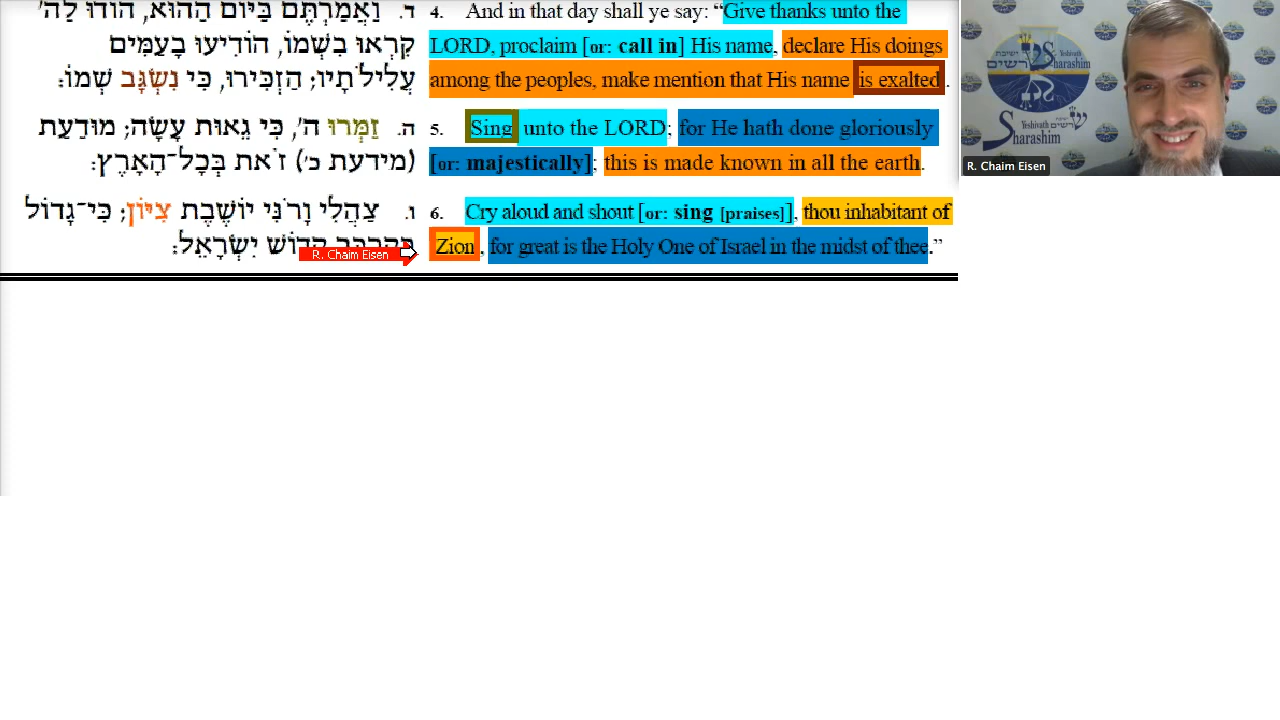 ד. וַאֲמַרְתֶּם בַּיּוֹם הַהוּא, הוֹדוּ לַה'
קִרְאוּ בִשְׁמוֹ, הוֹדִיעוּ בָעַמִּים
עֲלִילֹתָיו; הַזְכִּירוּ, כִּי נִשְׂגָּב שְׁמוֹ:
4. And in that day shall ye say: “Give thanks unto the
LORD, proclaim [or: call in] His name, declare His doings
among the peoples, make mention that His name is exalted.
ה. זַמְּרוּ ה', כִּי גֵאוּת עָשָׂה; מוּדַעַת
(מידעת כ') זֹאת בְּכָל־הָאָרֶץ:
5. Sing unto the LORD; for He hath done gloriously
[or: majestically]; this is made known in all the earth.
ו. צַהֲלִי וָרֹנִּי יוֹשֶׁבֶת צִיּוֹן; כִּי־גָדוֹל
קְדוֹשׁ יִשְׂרָאֵל:
6. Cry aloud and shout [or: sing [praises]], thou inhabitant of
Zion, for great is the Holy One of Israel in the midst of thee.”
R. Chaim Eisen
ישיבת
שרשים
Yeshivath
Sharashim
Yeshivath שרשים
Sharashim
R. Chaim Eisen